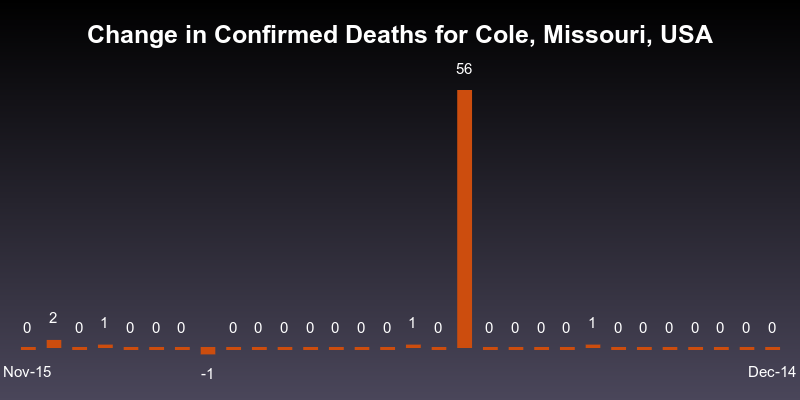 Change in Confirmed Deaths for Cole, Missouri, USA
56
0 2 0 1 0 0 0 0 0 0 0 0 0 0 1 0 0 0 0 0 1 0 0 0 0 0 0 0
Nov-15 -1 Dec-14